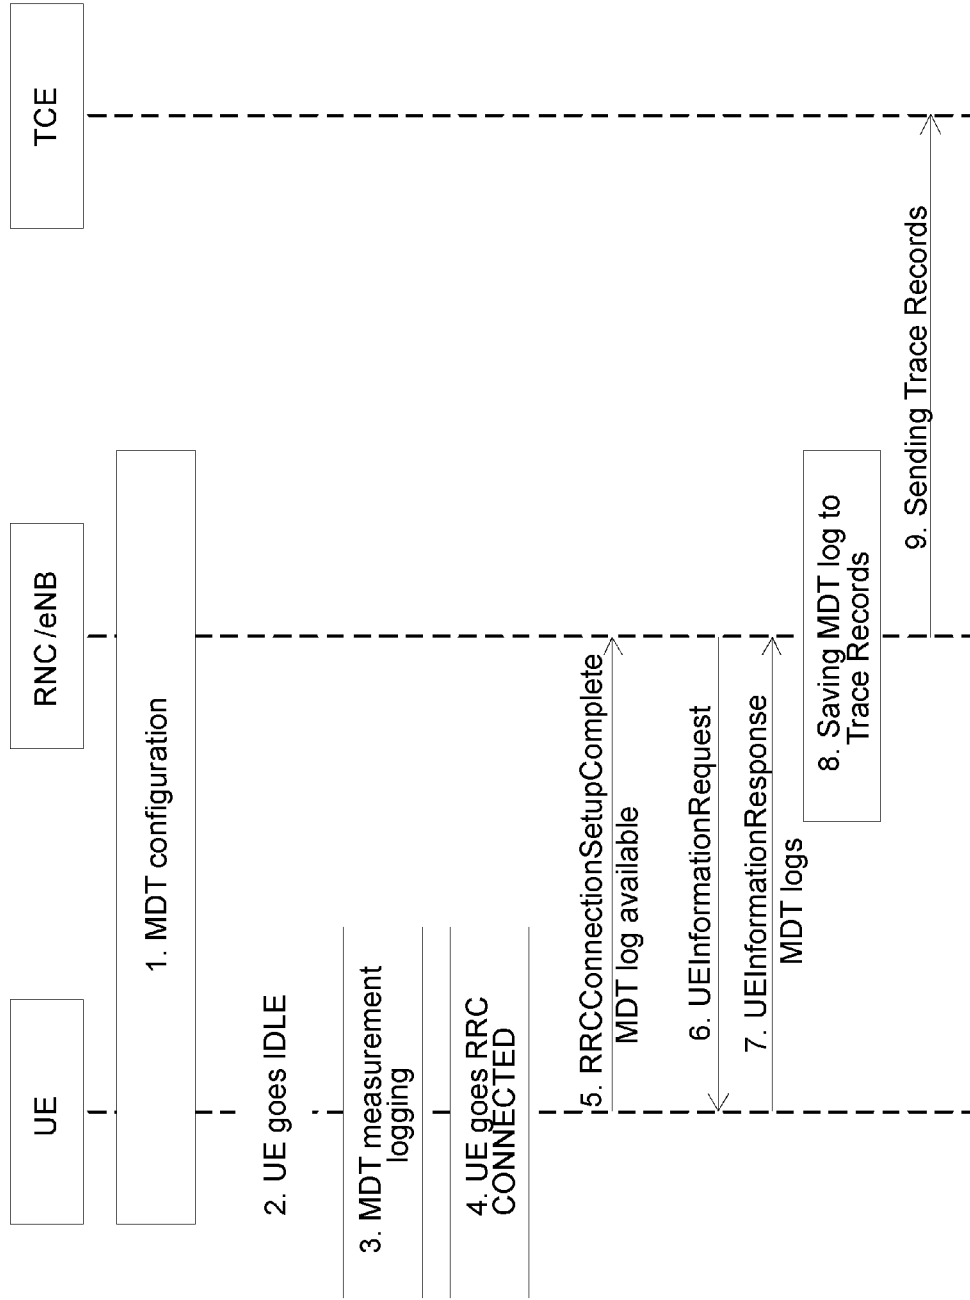 UE
RNC/eNB
TCE
1. MDT configuration
2. UE goes IDLE
3. MDT measurement
logging
4. UE goes RRC
CONNECTED
5. RRCConnectionSetupComplete
MDT log available
6. UEInformationRequest
7. UEInformationResponse
MDT logs
8. Saving MDT log to
Trace Records
9. Sending Trace Records